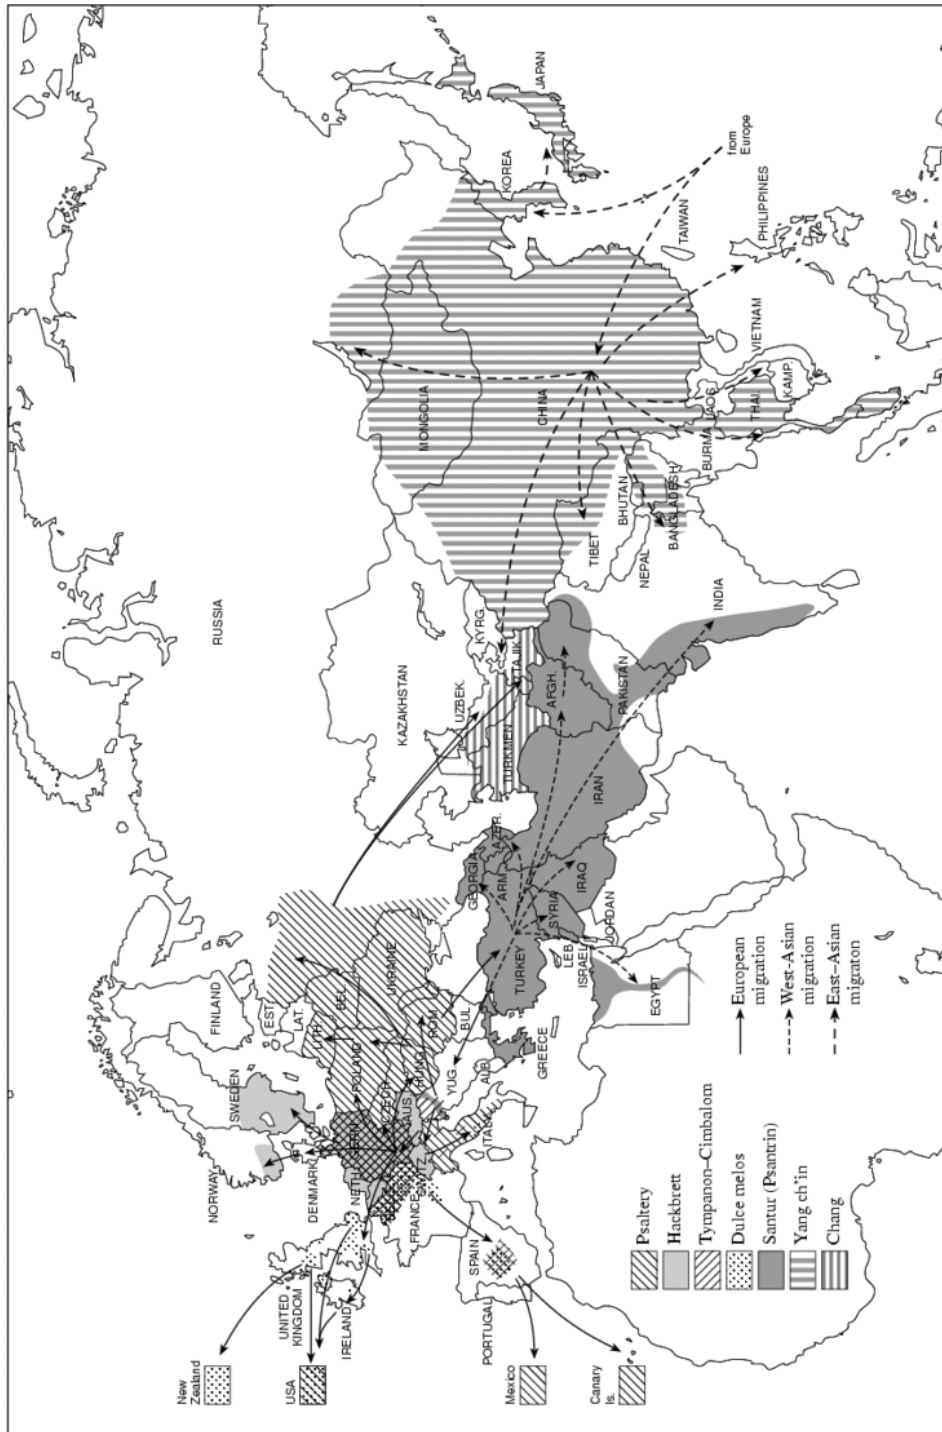 New
Zealand
USA
Mexico
Canary
Is.
NORWAY
SWEDEN
FINLAND
RUSSIA
DENMARK
EST.
LAT.
LITH.
BEL.
UNITED
KINGDOM
IRELAND
NETH.
GERM.
POLAND
UKRAINE
CZECH
FRANCE
SWITZ.
AUS.
HUNG.
ROM.
YUG.
BUL.
ALB.
ITALY
GREECE
PORTUGAL
SPAIN
TURKEY
GEORGIA
ARM.
AZER.
SYRIA
LEB.
ISRAEL
JORDAN
IRAQ
IRAN
EGYPT
KAZAKHSTAN
UZBEK.
TURKMEN
KYRG.
TAJIK.
AFGH.
PAKISTAN
INDIA
MONGOLIA
CHINA
TIBET
NEPAL
BHUTAN
BANGLADESH
BURMA
LAOS
THAI.
KAMP.
VIETNAM
TAIWAN
PHILIPPINES
KOREA
JAPAN
from
Europe
Psaltery
Hackbrett
Tympanon–Cimbalom
Dulce melos
Santur (Psantrin)
Yang ch'in
Chang
European
migration
West-Asian
migration
East–Asian
migraton